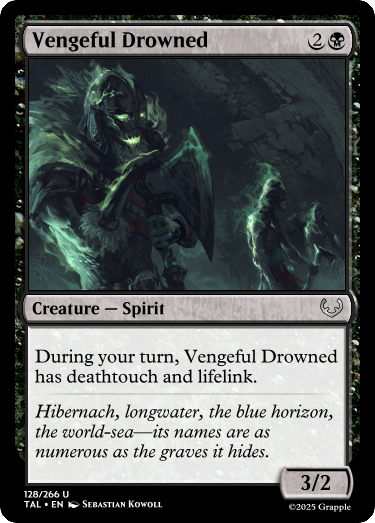 Vengeful Drowned 2
Creature — Spirit
During your turn, Vengeful Drowned
has deathtouch and lifelink.
Hibernach, longwater, the blue horizon,
the world-sea—its names are as
numerous as the graves it hides.
3/2
128/266 U
TAL • EN Sebastian Kowoll
©2025 Grapple